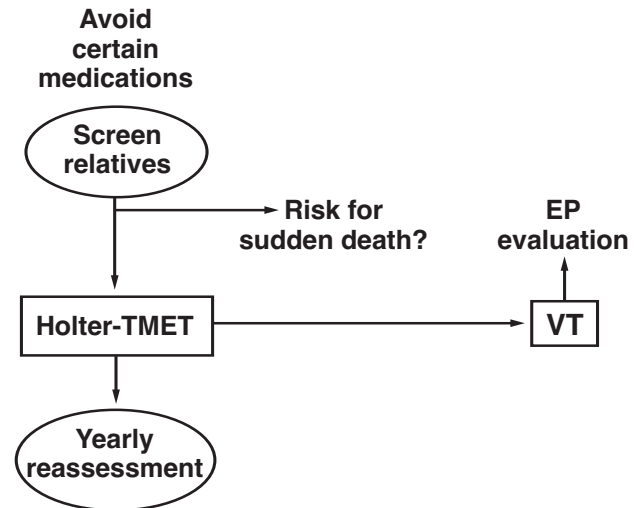 Avoid
certain
medications
Screen
relatives
Risk for
sudden death?
EP
evaluation
Holter-TMET
VT
Yearly
reassessment